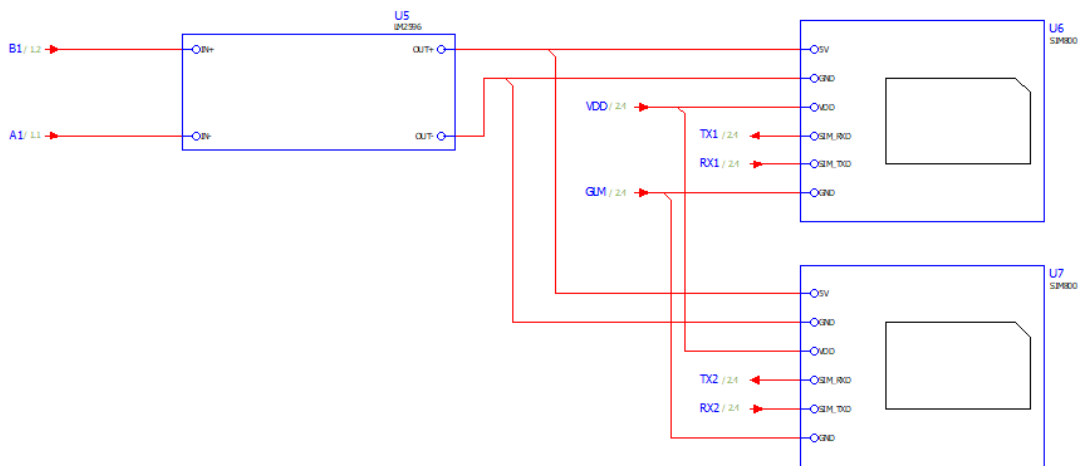 U5
LM2596
B1 / 1.2
IN+
OUT+
A1 / 1.1
IN-
OUT-
U6
SIM800
5V
GND
VDD / 2.4
VDD
TX1 / 2.4
SIM_RXD
RX1 / 2.4
SIM_TXD
GLM / 2.4
GND
U7
SIM800
5V
GND
VDD
TX2 / 2.4
SIM_RXD
RX2 / 2.4
SIM_TXD
GND